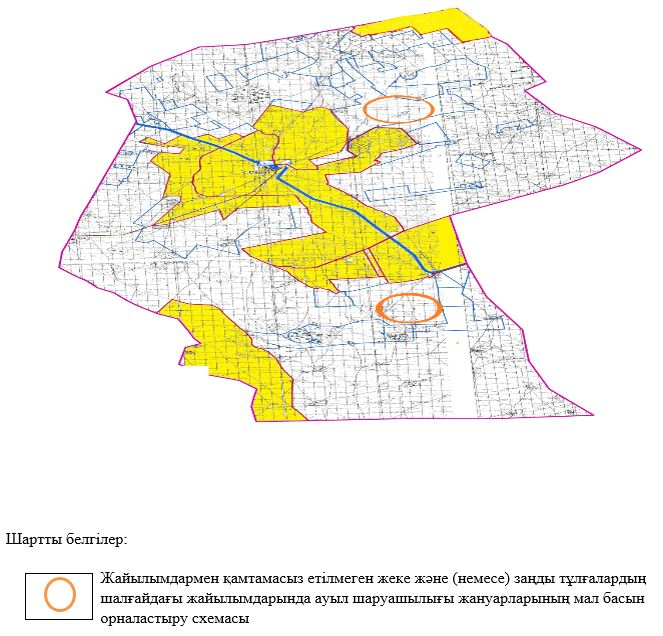 Шартты белгілер:
Жайылымдармен қамтамасыз етілмеген жеке және (немесе) заңды тұлғалардың
шалғайдағы жайылымдарында ауыл шаруашылығы жануарларының мал басын
орналастыру схемасы